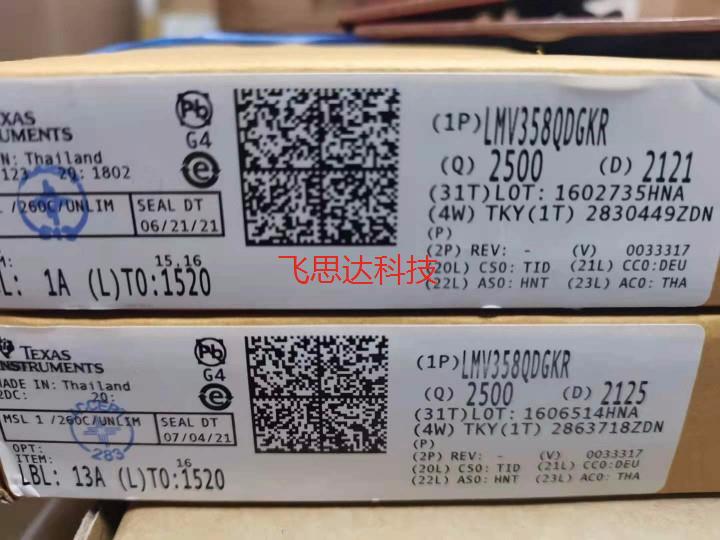 EXAS
RUMENTS
IN: Thailand
123 2Q: 1802
1 /260C/UNLIM
SEAL DT
06/21/21
15,16
BL: 1A (L)TO:1520
Pb
G4
e
(1P) LMV358QDGKR
(Q) 2500 (D) 2121
(31T)LOT: 1602735HNA
(4W) TKY(1T) 2830449ZDN
(P)
(2P) REV: - (V) 0033317
(20L) CSO: TID (21L) CCO:DEU
(22L) ASO: HNT (23L) ACO: THA
飞思达科技
TEXAS
INSTRUMENTS
MADE IN: Thailand
2DC: 2Q:
MSL 1 /260C/UNLIM
SEAL DT
07/04/21
ACCEPT
283
OPT:
ITEM:
16
LBL: 13A (L)TO:1520
Pb
G4
e
(1P) LMV358QDGKR
(Q) 2500 (D) 2125
(31T)LOT: 1606514HNA
(4W) TKY(1T) 2863718ZDN
(P)
(2P) REV: - (V) 0033317
(20L) CSO: TID (21L) CCO:DEU
(22L) ASO: HNT (23L) ACO: THA